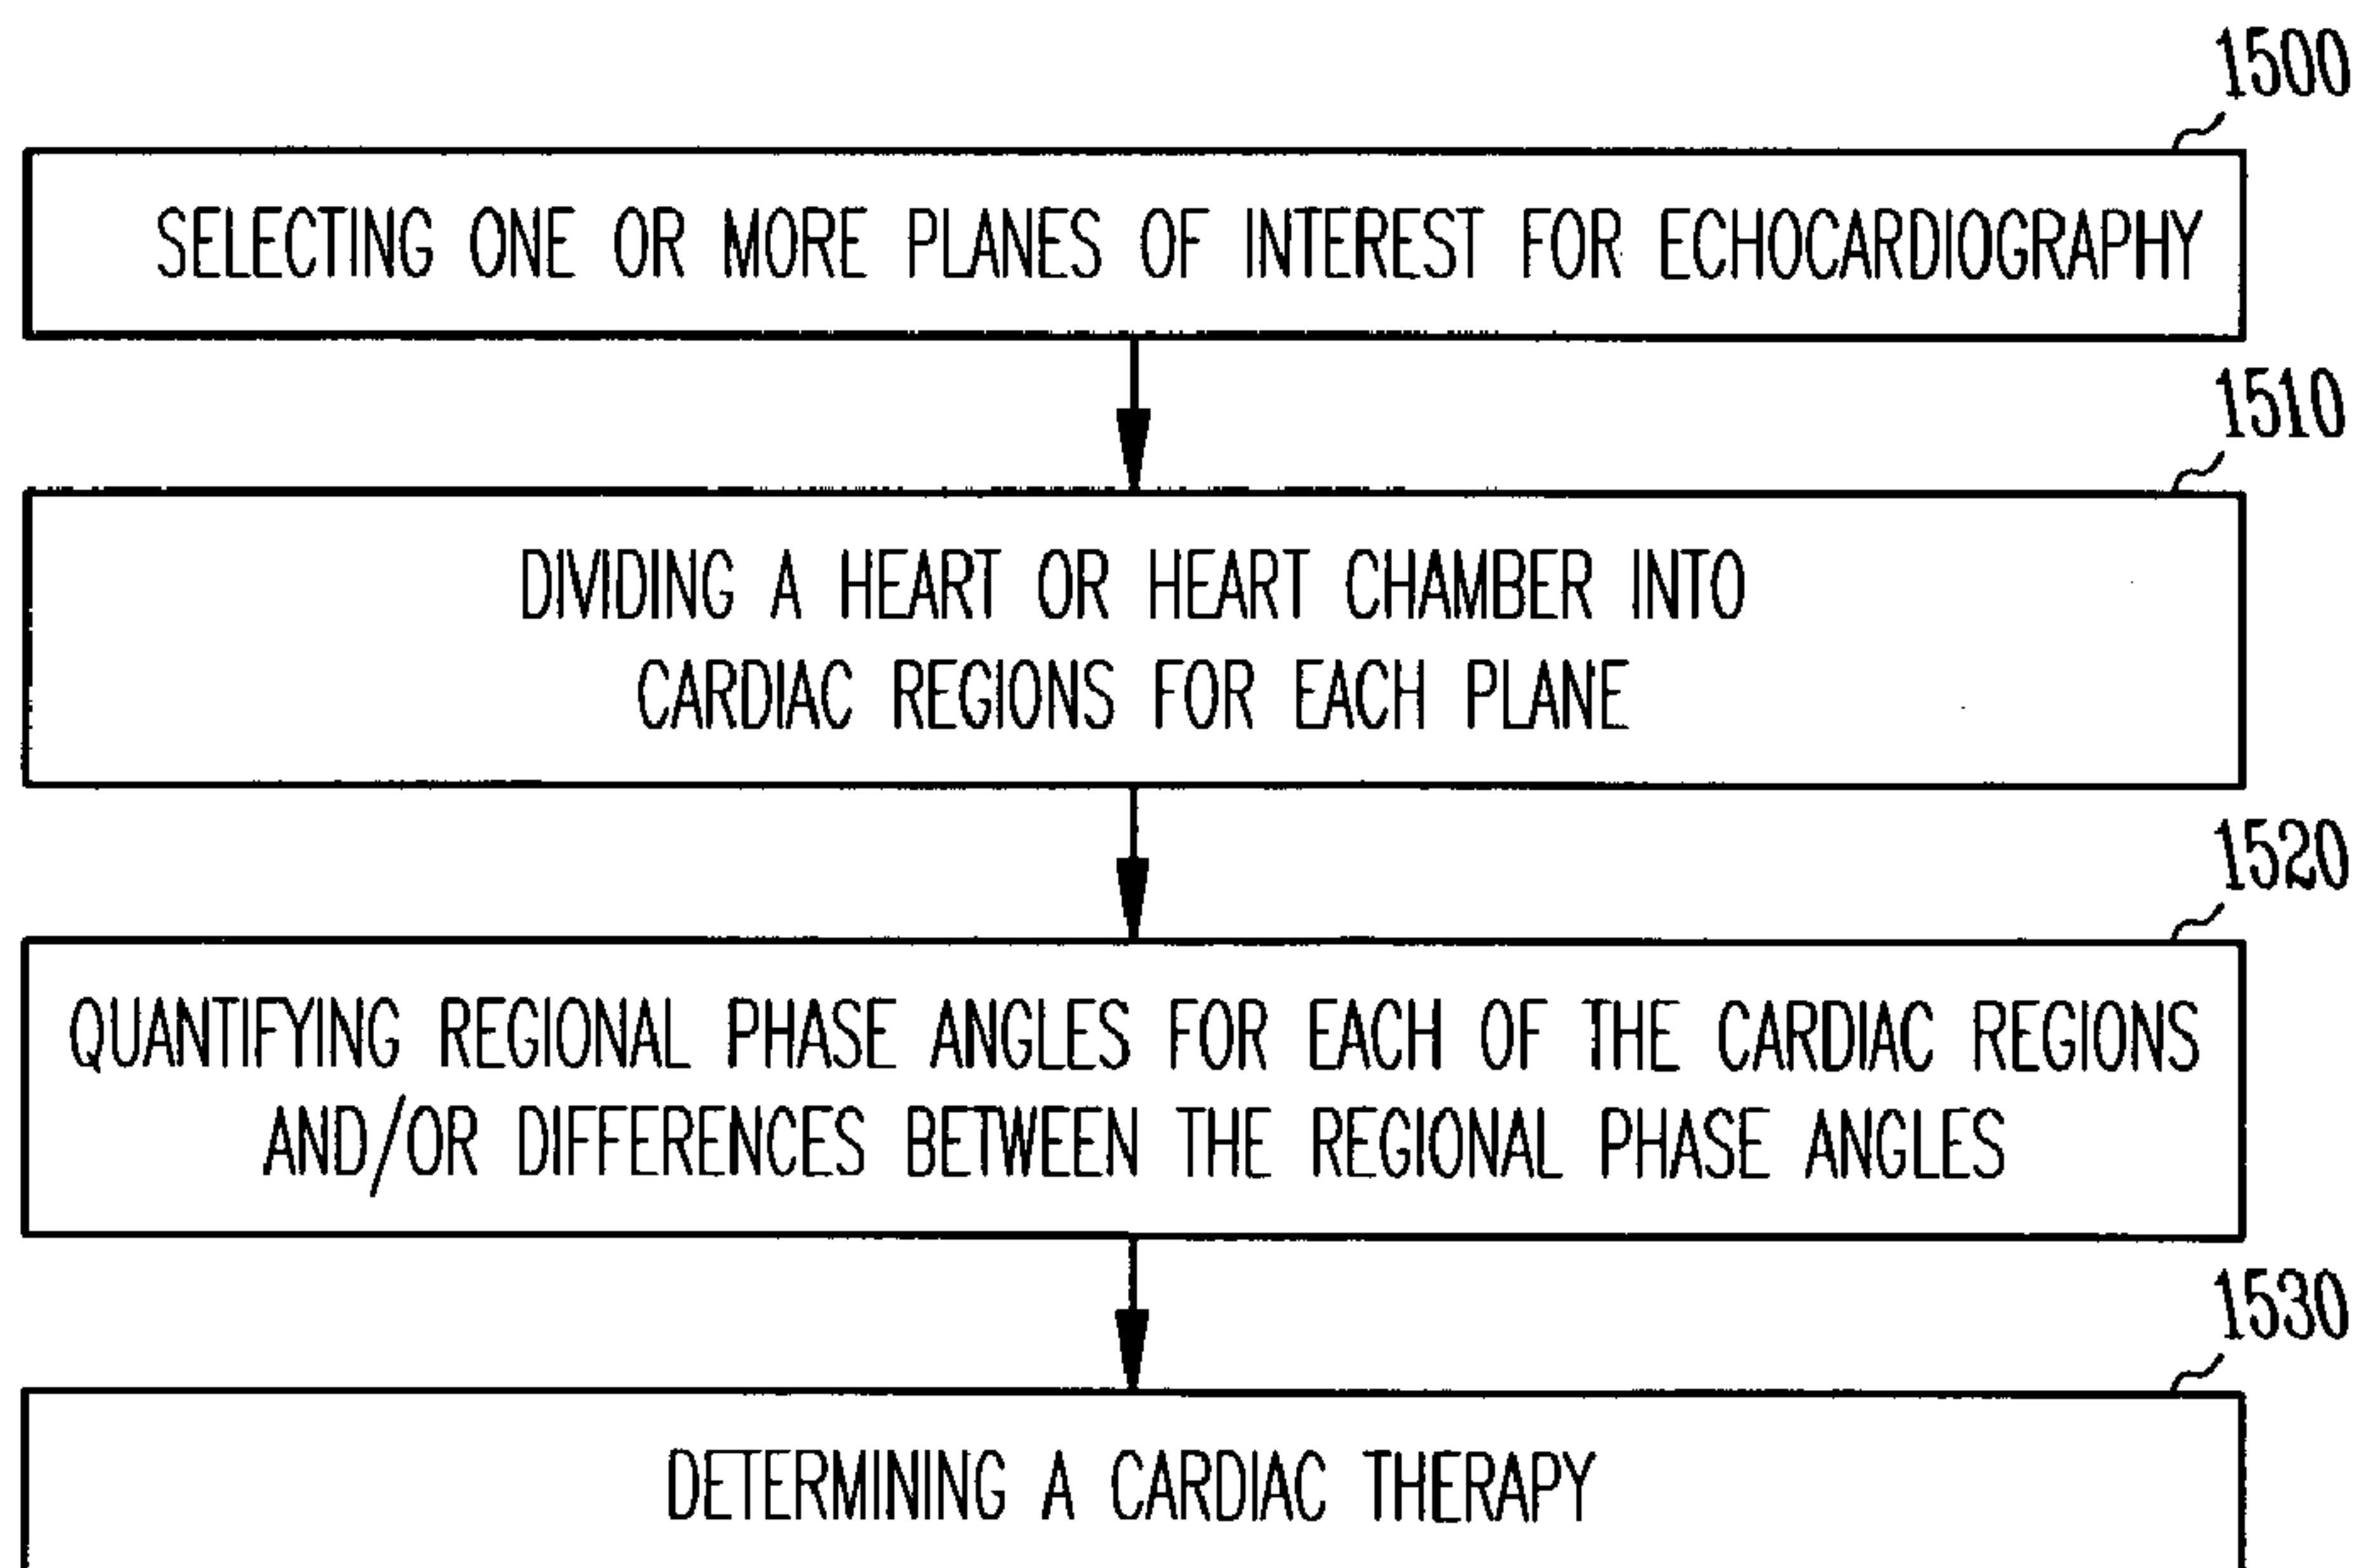 1500
SELECTING ONE OR MORE PLANES OF INTEREST FOR ECHOCARDIOGRAPHY
1510
DIVIDING A HEART OR HEART CHAMBER INTO
CARDIAC REGIONS FOR EACH PLANE
1520
QUANTIFYING REGIONAL PHASE ANGLES FOR EACH OF THE CARDIAC REGIONS
AND/OR DIFFERENCES BETWEEN THE REGIONAL PHASE ANGLES
1530
DETERMINING A CARDIAC THERAPY